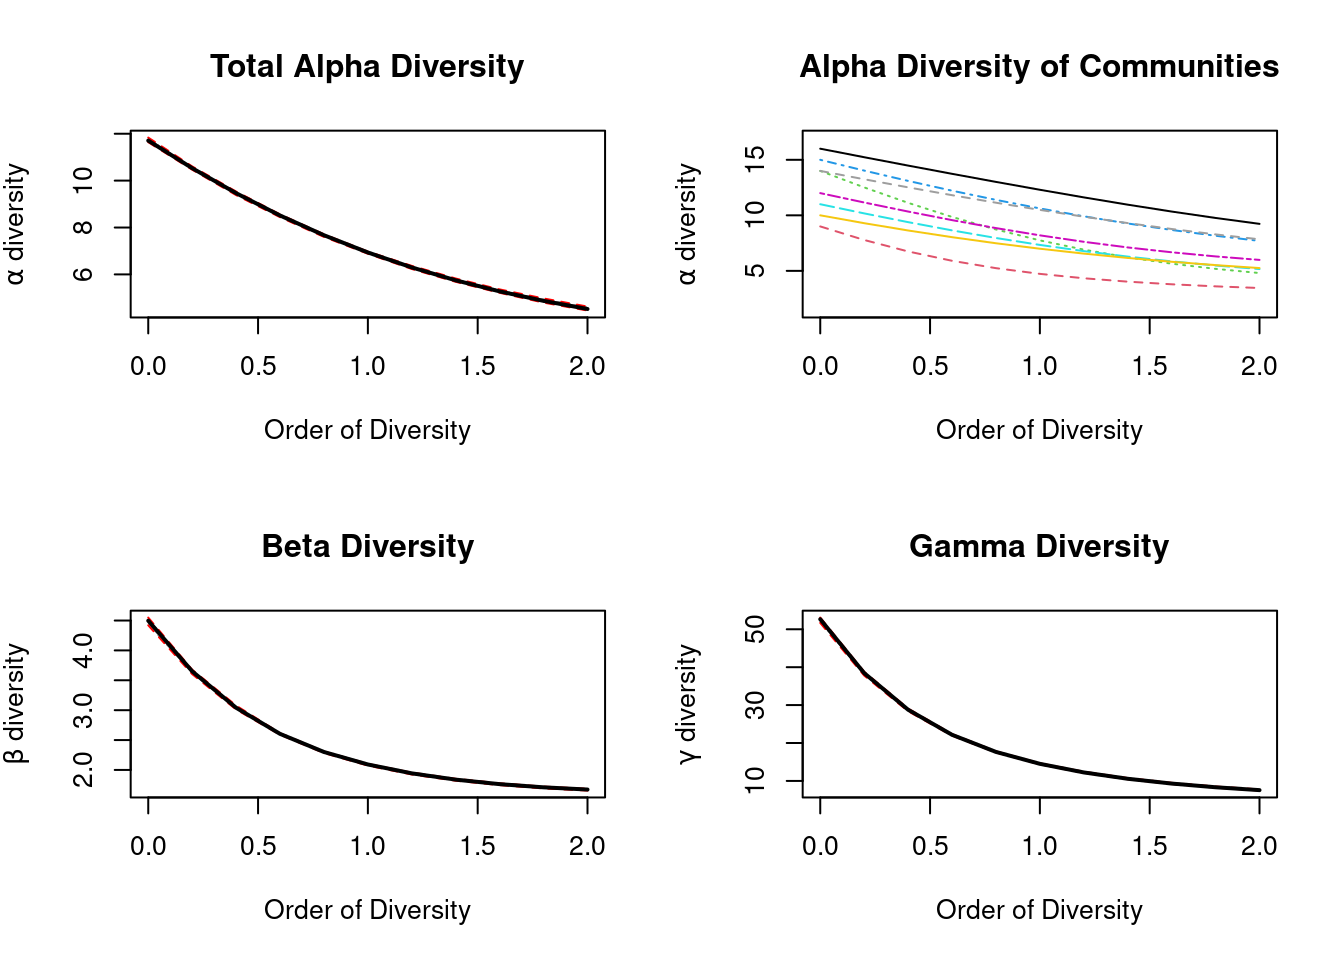 Total Alpha Diversity
α diversity
10
8
6
0.0 0.5 1.0 1.5 2.0
Order of Diversity
Alpha Diversity of Communities
α diversity
15
10
5
0.0 0.5 1.0 1.5 2.0
Order of Diversity
Beta Diversity
β diversity
4.0
3.0
2.0
0.0 0.5 1.0 1.5 2.0
Order of Diversity
Gamma Diversity
γ diversity
50
30
10
0.0 0.5 1.0 1.5 2.0
Order of Diversity